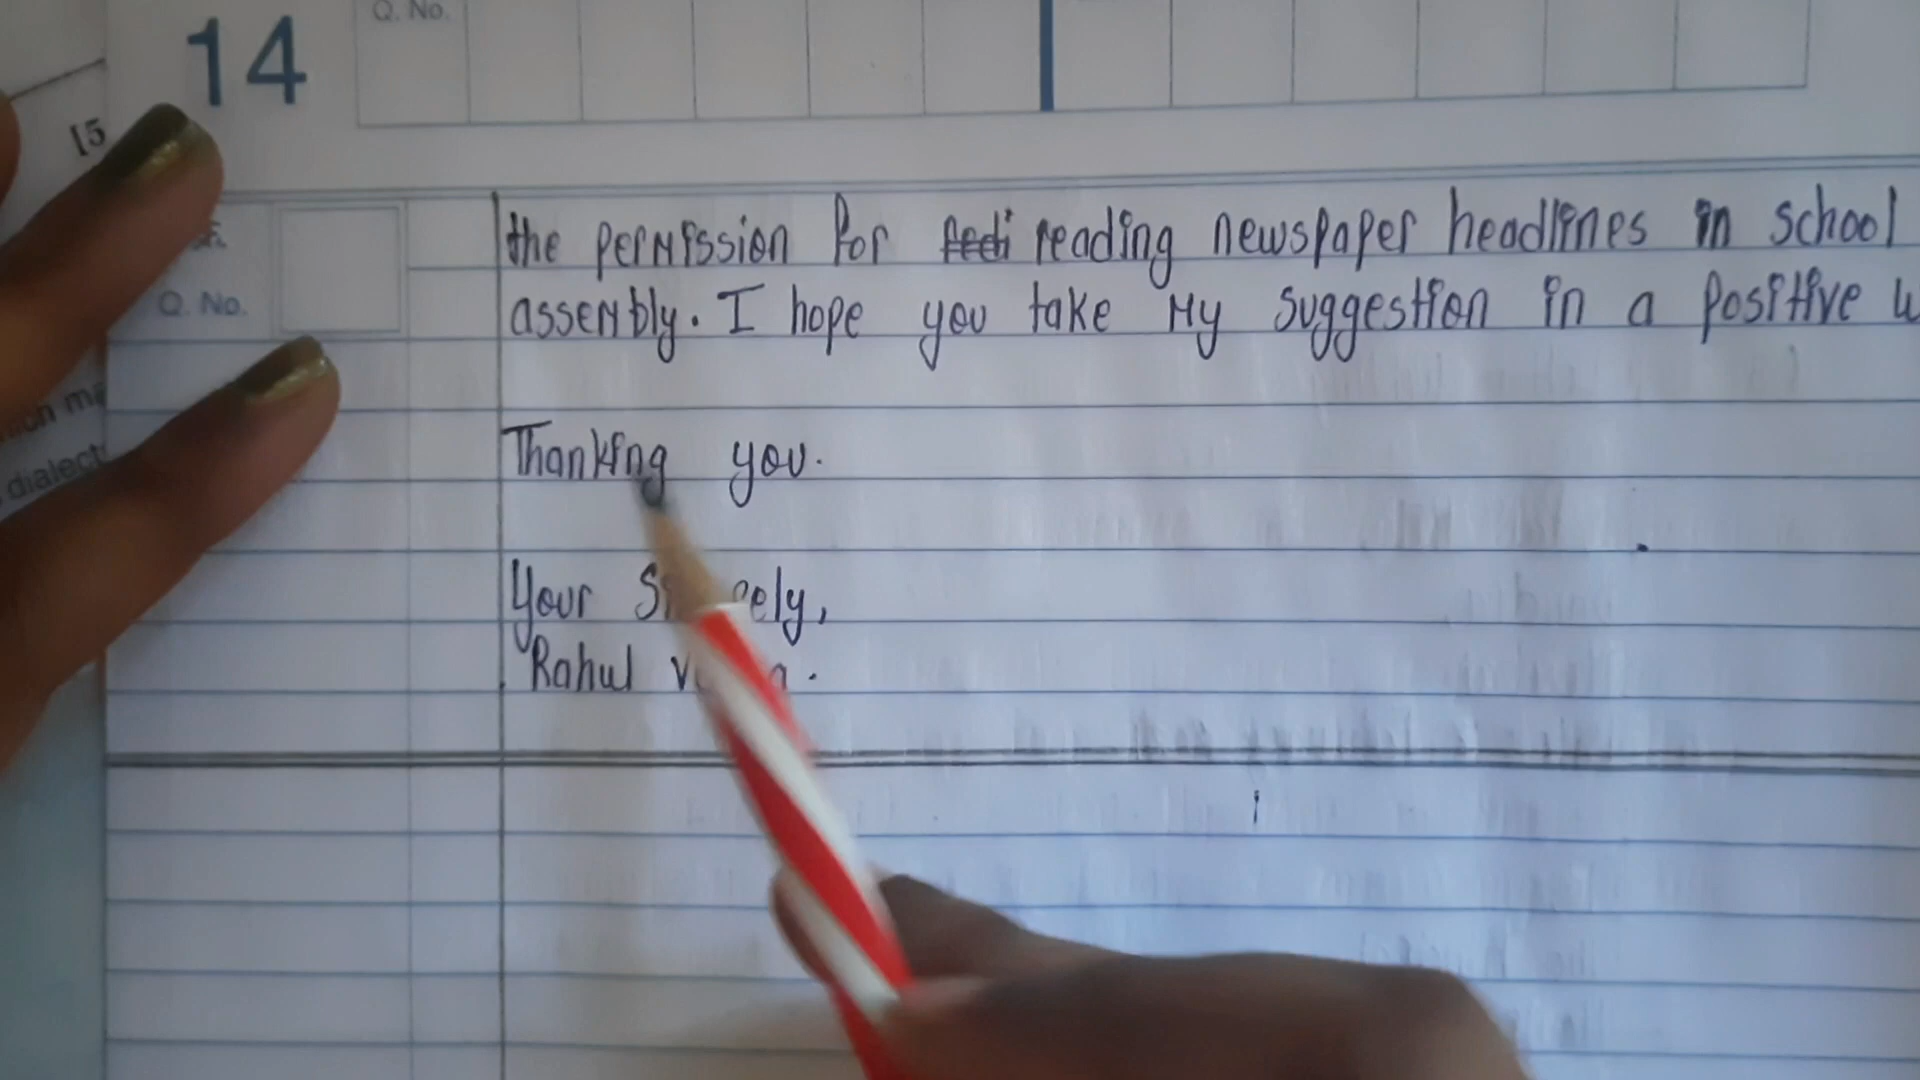 14
Q. No.
15
Q. No.
the permission for reading newspaper headlines in school
assembly. I hope you take My suggestion in a positive
Thanking you.
Your
Rahul
dialect